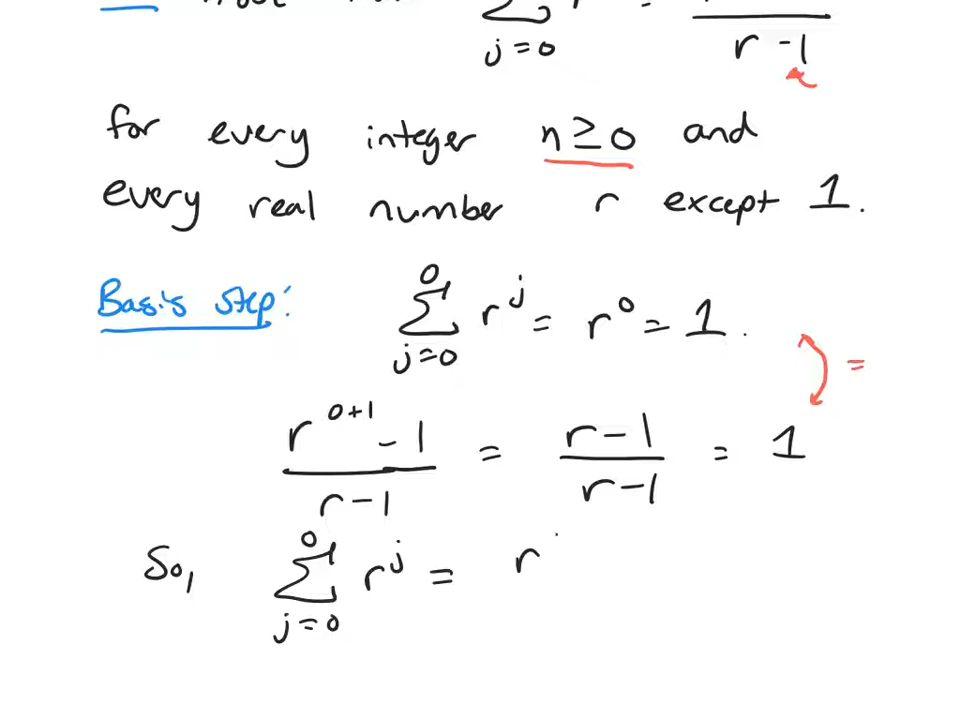 ∑ =
j=0 r-1
for every integer n≥0 and
every real number r except 1.
Basis step: ∑_{j=0}^{0} r^j = r^0 = 1.
=
(r^{0+1} - 1)/(r-1) = (r-1)/(r-1) = 1
So, ∑_{j=0}^{0} r^j = r